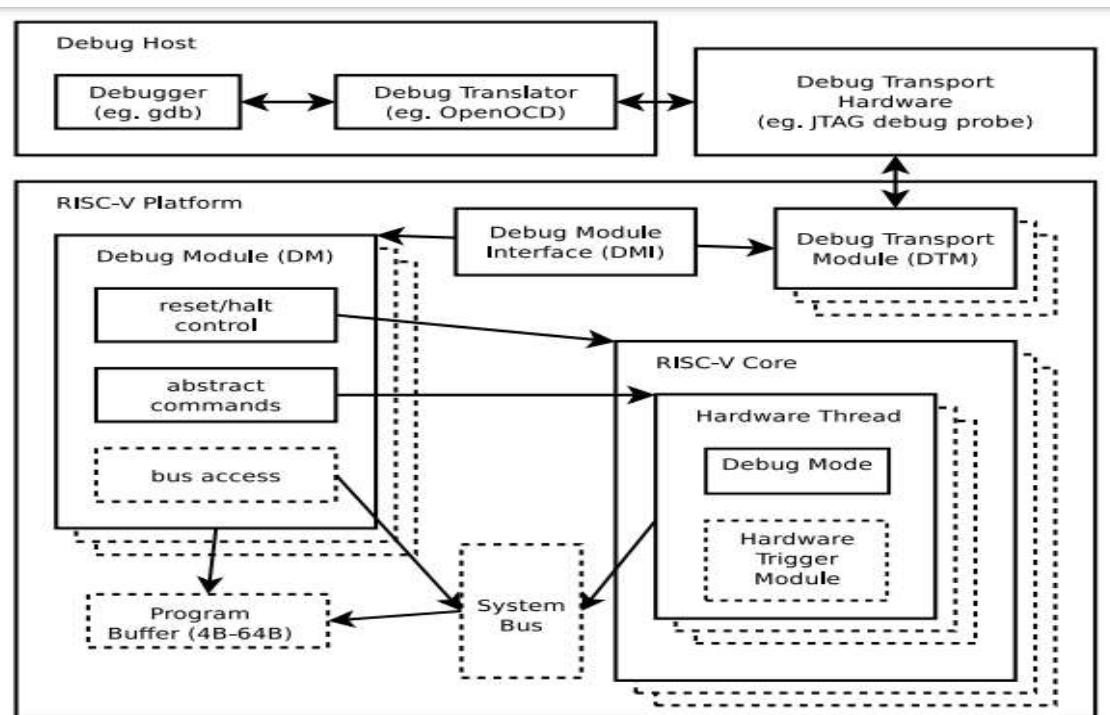 Debug Host
Debugger
(eg. gdb)
Debug Translator
(eg. OpenOCD)
Debug Transport
Hardware
(eg. JTAG debug probe)
RISC-V Platform
Debug Module (DM)
reset/halt
control
abstract
commands
bus access
Program
Buffer (4B-64B)
Debug Module
Interface (DMI)
Debug Transport
Module (DTM)
RISC-V Core
Hardware Thread
Debug Mode
Hardware
Trigger
Module
System
Bus